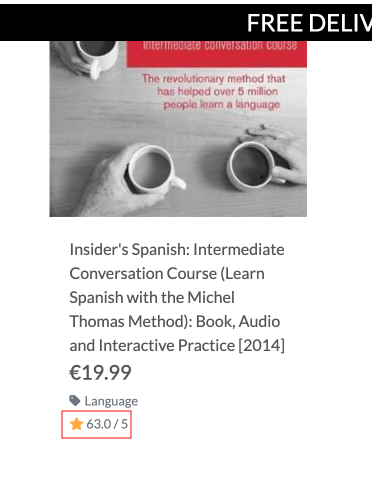 FREE DELIV
Intermediate conversation course
The revolutionary method that
has helped over 5 million
people learn a language
Insider's Spanish: Intermediate
Conversation Course (Learn
Spanish with the Michel
Thomas Method): Book, Audio
and Interactive Practice [2014]
€19.99
Language
63.0 / 5